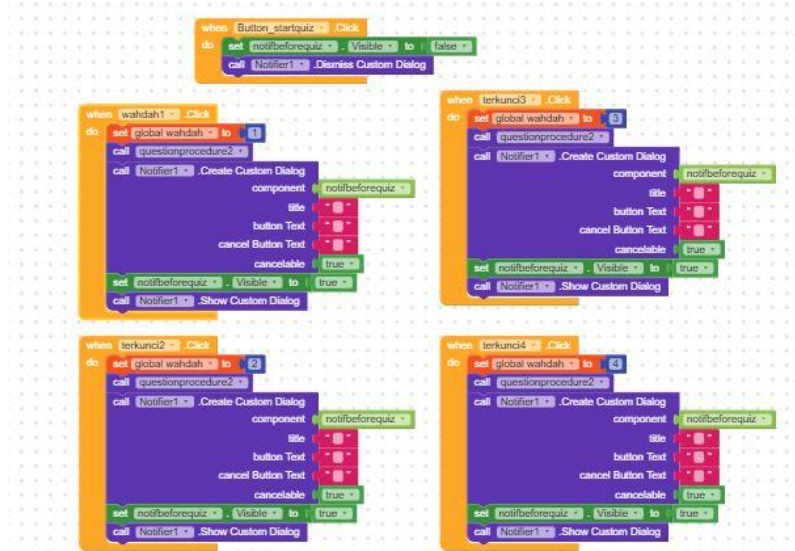 when Button_startquiz .Click
do set notifbeforequiz . Visible to false
call Notifier1 .Dismiss Custom Dialog
when wahdah1 .Click
do set global wahdah to 1
call questionprocedure2
call Notifier1 .Create Custom Dialog
component notifbeforequiz
title " "
button Text " "
cancel Button Text " "
cancelable true
set notifbeforequiz . Visible to true
call Notifier1 .Show Custom Dialog
when terkunci3 .Click
do set global wahdah to 3
call questionprocedure2
call Notifier1 .Create Custom Dialog
component notifbeforequiz
title " "
button Text " "
cancel Button Text " "
cancelable true
set notifbeforequiz . Visible to true
call Notifier1 .Show Custom Dialog
when terkunci2 .Click
do set global wahdah to 2
call questionprocedure2
call Notifier1 .Create Custom Dialog
component notifbeforequiz
title " "
button Text " "
cancel Button Text " "
cancelable true
set notifbeforequiz . Visible to true
call Notifier1 .Show Custom Dialog
when terkunci4 .Click
do set global wahdah to 4
call questionprocedure2
call Notifier1 .Create Custom Dialog
component notifbeforequiz
title " "
button Text " "
cancel Button Text " "
cancelable true
set notifbeforequiz . Visible to true
call Notifier1 .Show Custom Dialog